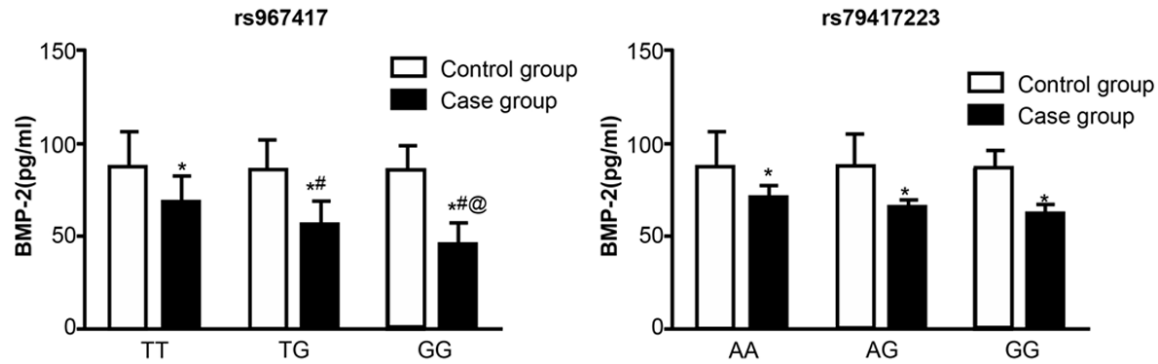 rs967417
150
100
50
0
BMP-2(pg/ml)
Control group
Case group
*
*#
*#@
TT TG GG
rs79417223
150
100
50
0
BMP-2(pg/ml)
Control group
Case group
*
*
*
AA AG GG